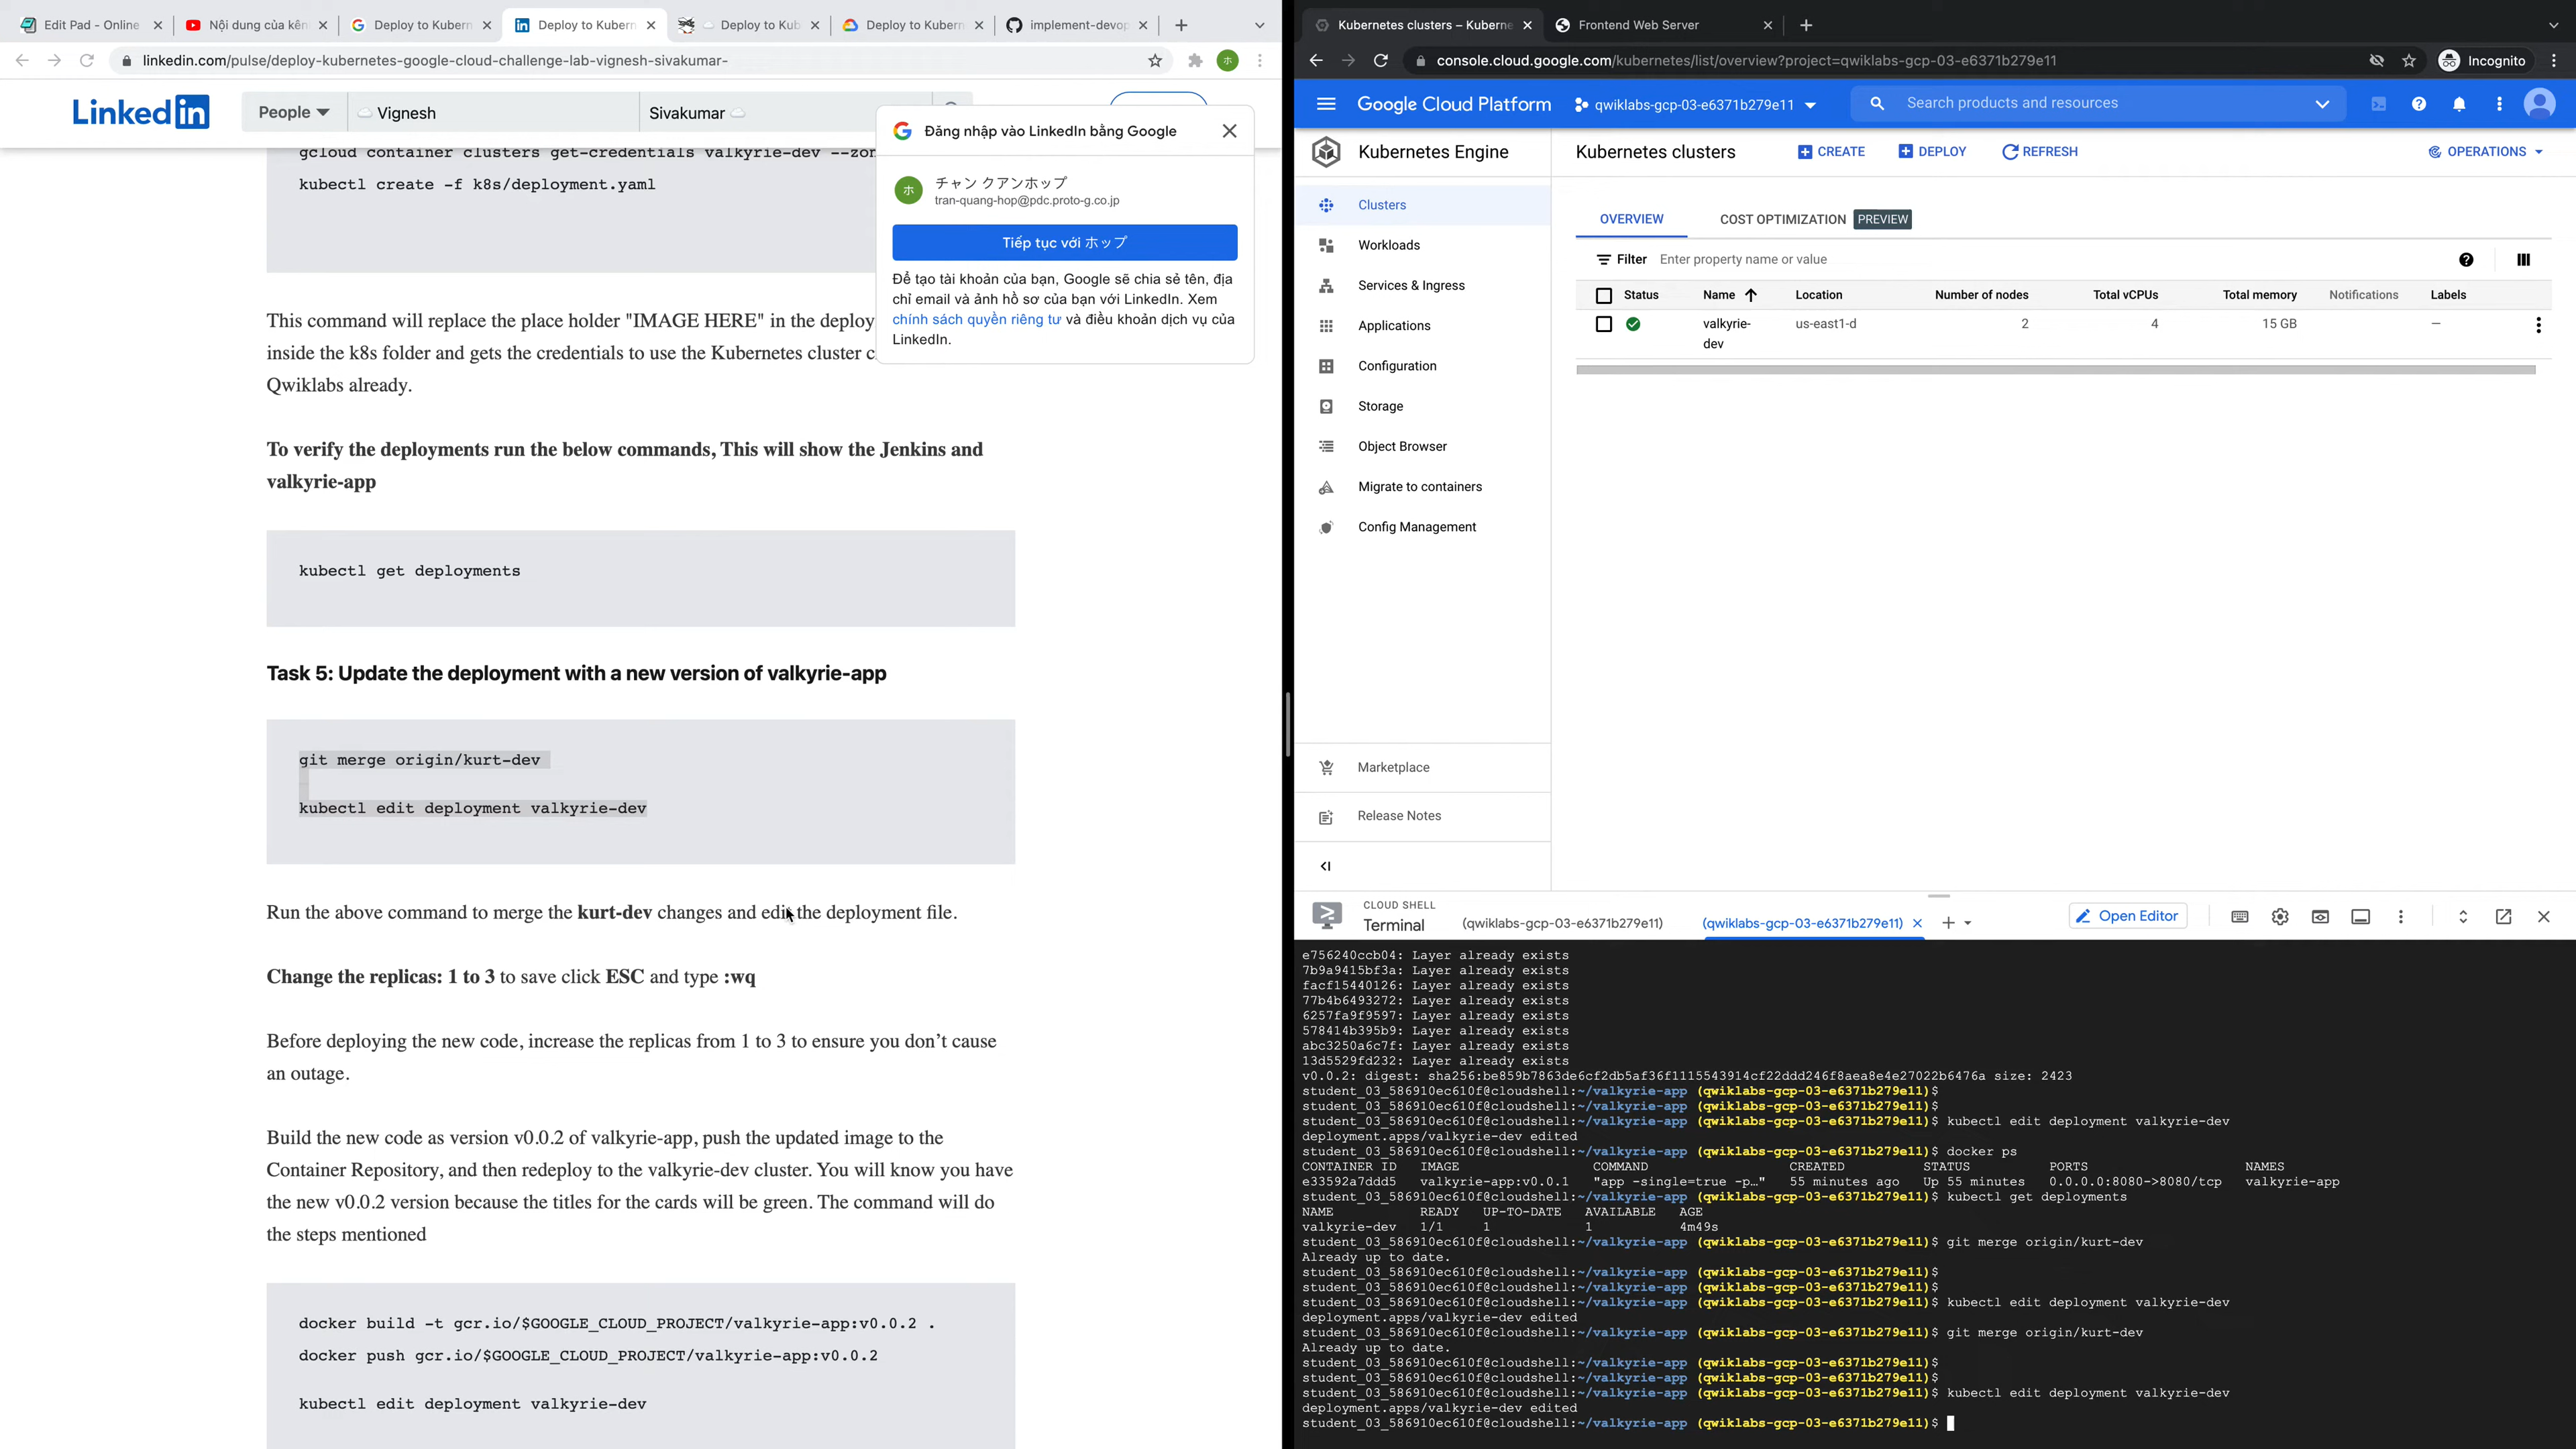 Edit Pad - Online
Nội dung của kên
Deploy to Kubern
Deploy to Kubern
Deploy to Kub
Deploy to Kubern
implement-devop
linkedin.com/pulse/deploy-kubernetes-google-cloud-challenge-lab-vignesh-sivakumar-
ホ
LinkedIn
People
Vignesh
Sivakumar
gcloud container clusters get-credentials valkyrie-dev --zon
kubectl create -f k8s/deployment.yaml
Đăng nhập vào LinkedIn bằng Google
ホ
チャン クアンホップ
tran-quang-hop@pdc.proto-g.co.jp
Tiếp tục với ホップ
Để tạo tài khoản của bạn, Google sẽ chia sẻ tên, địa
chỉ email và ảnh hồ sơ của bạn với LinkedIn. Xem
chính sách quyền riêng tư và điều khoản dịch vụ của
LinkedIn.
This command will replace the place holder "IMAGE HERE" in the deploy
inside the k8s folder and gets the credentials to use the Kubernetes cluster c
Qwiklabs already.
To verify the deployments run the below commands, This will show the Jenkins and
valkyrie-app
kubectl get deployments
Task 5: Update the deployment with a new version of valkyrie-app
git merge origin/kurt-dev
kubectl edit deployment valkyrie-dev
Run the above command to merge the kurt-dev changes and edit the deployment file.
Change the replicas: 1 to 3 to save click ESC and type :wq
Before deploying the new code, increase the replicas from 1 to 3 to ensure you don't cause
an outage.
Build the new code as version v0.0.2 of valkyrie-app, push the updated image to the
Container Repository, and then redeploy to the valkyrie-dev cluster. You will know you have
the new v0.0.2 version because the titles for the cards will be green. The command will do
the steps mentioned
docker build -t gcr.io/$GOOGLE_CLOUD_PROJECT/valkyrie-app:v0.0.2 .
docker push gcr.io/$GOOGLE_CLOUD_PROJECT/valkyrie-app:v0.0.2
kubectl edit deployment valkyrie-dev
Kubernetes clusters – Kuberne
Frontend Web Server
console.cloud.google.com/kubernetes/list/overview?project=qwiklabs-gcp-03-e6371b279e11
Incognito
Google Cloud Platform
qwiklabs-gcp-03-e6371b279e11
Search products and resources
Kubernetes Engine
Kubernetes clusters
CREATE
DEPLOY
REFRESH
OPERATIONS
Clusters
Workloads
Services & Ingress
Applications
Configuration
Storage
Object Browser
Migrate to containers
Config Management
Marketplace
Release Notes
OVERVIEW
COST OPTIMIZATION PREVIEW
Filter Enter property name or value
Status Name Location Number of nodes Total vCPUs Total memory Notifications Labels
valkyrie-dev us-east1-d 2 4 15 GB –
CLOUD SHELL
Terminal
(qwiklabs-gcp-03-e6371b279e11)
(qwiklabs-gcp-03-e6371b279e11)
Open Editor
e756240ccb04: Layer already exists
7b9a9415bf3a: Layer already exists
facf15440126: Layer already exists
77b4b6493272: Layer already exists
6257fa9f9597: Layer already exists
578414b395b9: Layer already exists
abc3250a6c7f: Layer already exists
13d5529fd232: Layer already exists
v0.0.2: digest: sha256:be859b7863de6cf2db5af36f1115543914cf22ddd246f8aea8e4e27022b6476a size: 2423
student_03_586910ec610f@cloudshell:~/valkyrie-app (qwiklabs-gcp-03-e6371b279e11)$
student_03_586910ec610f@cloudshell:~/valkyrie-app (qwiklabs-gcp-03-e6371b279e11)$
student_03_586910ec610f@cloudshell:~/valkyrie-app (qwiklabs-gcp-03-e6371b279e11)$ kubectl edit deployment valkyrie-dev
deployment.apps/valkyrie-dev edited
student_03_586910ec610f@cloudshell:~/valkyrie-app (qwiklabs-gcp-03-e6371b279e11)$ docker ps
CONTAINER ID IMAGE COMMAND CREATED STATUS PORTS NAMES
e33592a7ddd5 valkyrie-app:v0.0.1 "app -single=true -p…" 55 minutes ago Up 55 minutes 0.0.0.0:8080->8080/tcp valkyrie-app
student_03_586910ec610f@cloudshell:~/valkyrie-app (qwiklabs-gcp-03-e6371b279e11)$ kubectl get deployments
NAME READY UP-TO-DATE AVAILABLE AGE
valkyrie-dev 1/1 1 1 4m49s
student_03_586910ec610f@cloudshell:~/valkyrie-app (qwiklabs-gcp-03-e6371b279e11)$ git merge origin/kurt-dev
Already up to date.
student_03_586910ec610f@cloudshell:~/valkyrie-app (qwiklabs-gcp-03-e6371b279e11)$
student_03_586910ec610f@cloudshell:~/valkyrie-app (qwiklabs-gcp-03-e6371b279e11)$
student_03_586910ec610f@cloudshell:~/valkyrie-app (qwiklabs-gcp-03-e6371b279e11)$ kubectl edit deployment valkyrie-dev
deployment.apps/valkyrie-dev edited
student_03_586910ec610f@cloudshell:~/valkyrie-app (qwiklabs-gcp-03-e6371b279e11)$ git merge origin/kurt-dev
Already up to date.
student_03_586910ec610f@cloudshell:~/valkyrie-app (qwiklabs-gcp-03-e6371b279e11)$
student_03_586910ec610f@cloudshell:~/valkyrie-app (qwiklabs-gcp-03-e6371b279e11)$
student_03_586910ec610f@cloudshell:~/valkyrie-app (qwiklabs-gcp-03-e6371b279e11)$ kubectl edit deployment valkyrie-dev
deployment.apps/valkyrie-dev edited
student_03_586910ec610f@cloudshell:~/valkyrie-app (qwiklabs-gcp-03-e6371b279e11)$